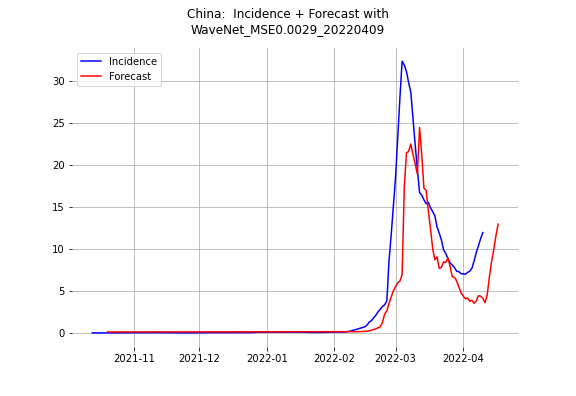 China:  Incidence + Forecast with
WaveNet_MSE0.0029_20220409
Incidence
Forecast
30
25
20
15
10
5
0
2021-11 2021-12 2022-01 2022-02 2022-03 2022-04